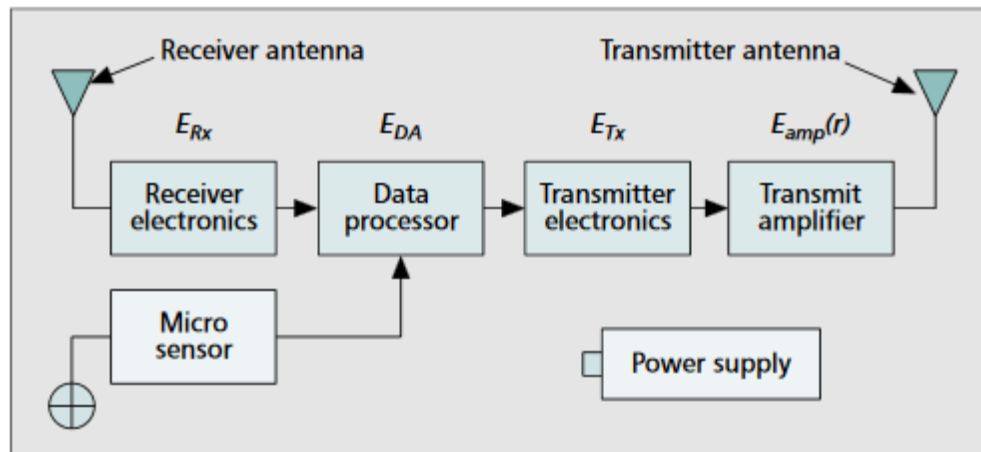 Receiver antenna
Transmitter antenna
E_Rx
E_DA
E_Tx
E_amp(r)
Receiver
electronics
Data
processor
Transmitter
electronics
Transmit
amplifier
Micro
sensor
Power supply